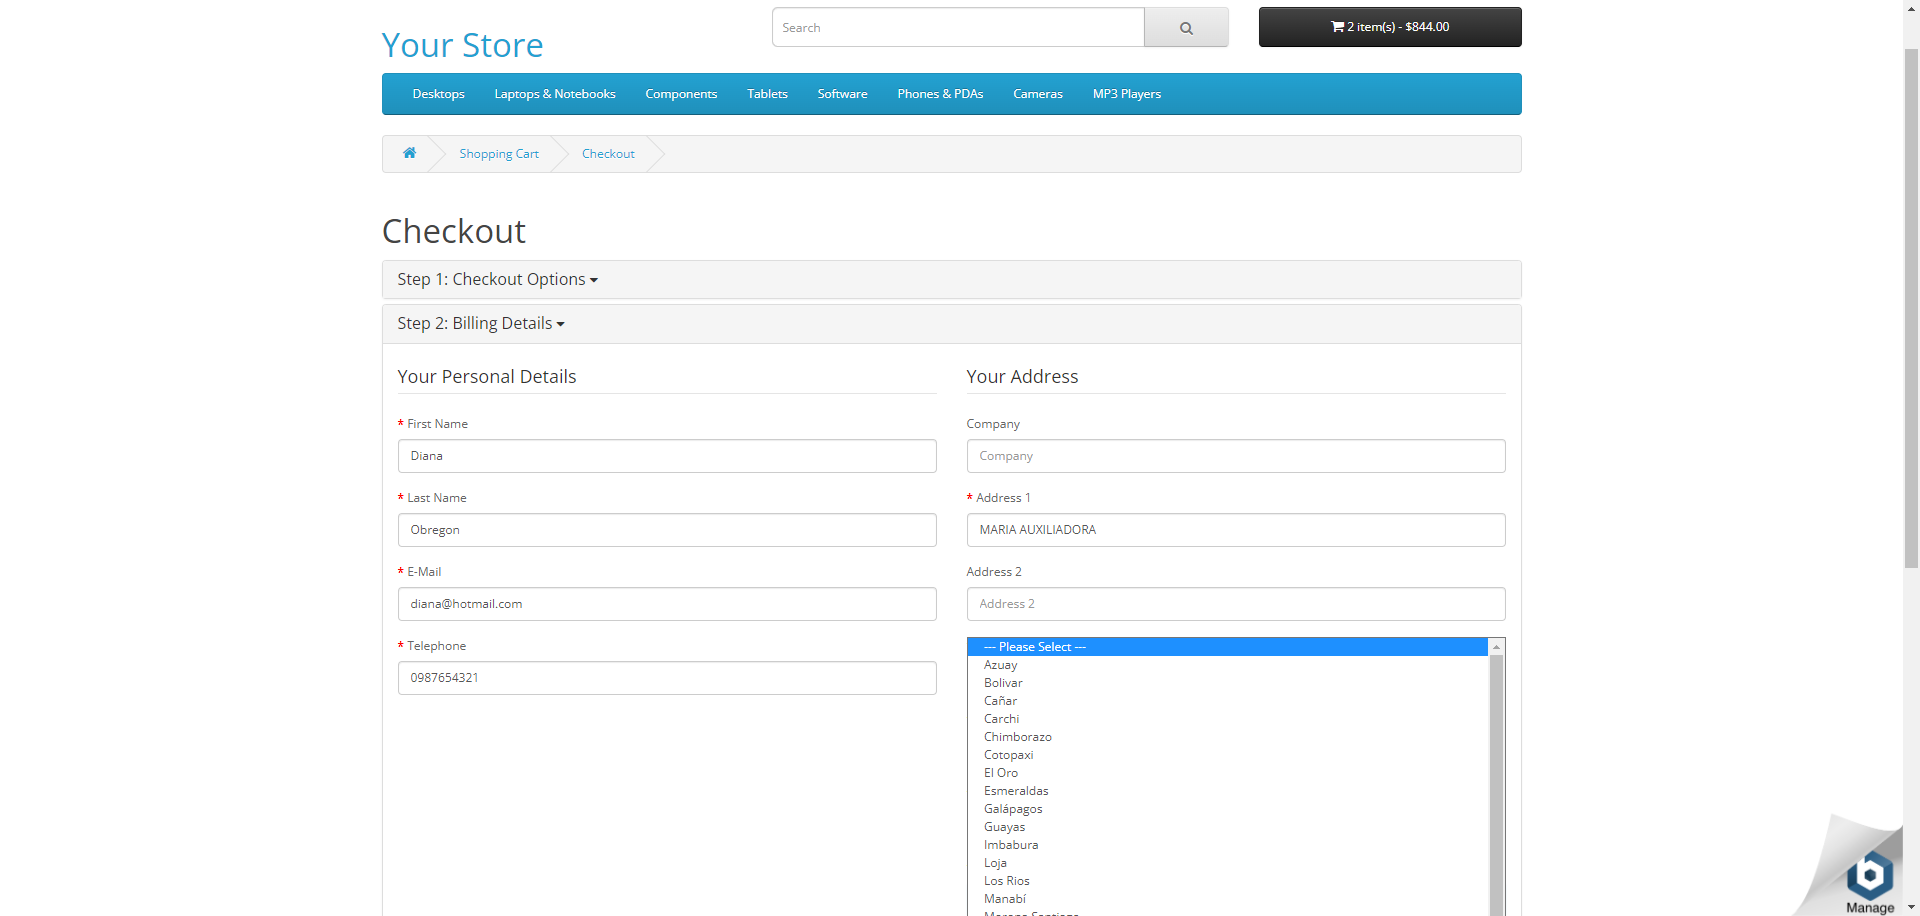 Your Store
Search
2 item(s) - $844.00
Desktops Laptops & Notebooks Components Tablets Software Phones & PDAs Cameras MP3 Players
Shopping Cart Checkout
Checkout
Step 1: Checkout Options
Step 2: Billing Details
Your Personal Details
* First Name
Diana
* Last Name
Obregon
* E-Mail
diana@hotmail.com
* Telephone
0987654321
Your Address
Company
Company
* Address 1
MARIA AUXILIADORA
Address 2
Address 2
--- Please Select ---
Azuay
Bolivar
Cañar
Carchi
Chimborazo
Cotopaxi
El Oro
Esmeraldas
Galápagos
Guayas
Imbabura
Loja
Los Rios
Manabí
Manage